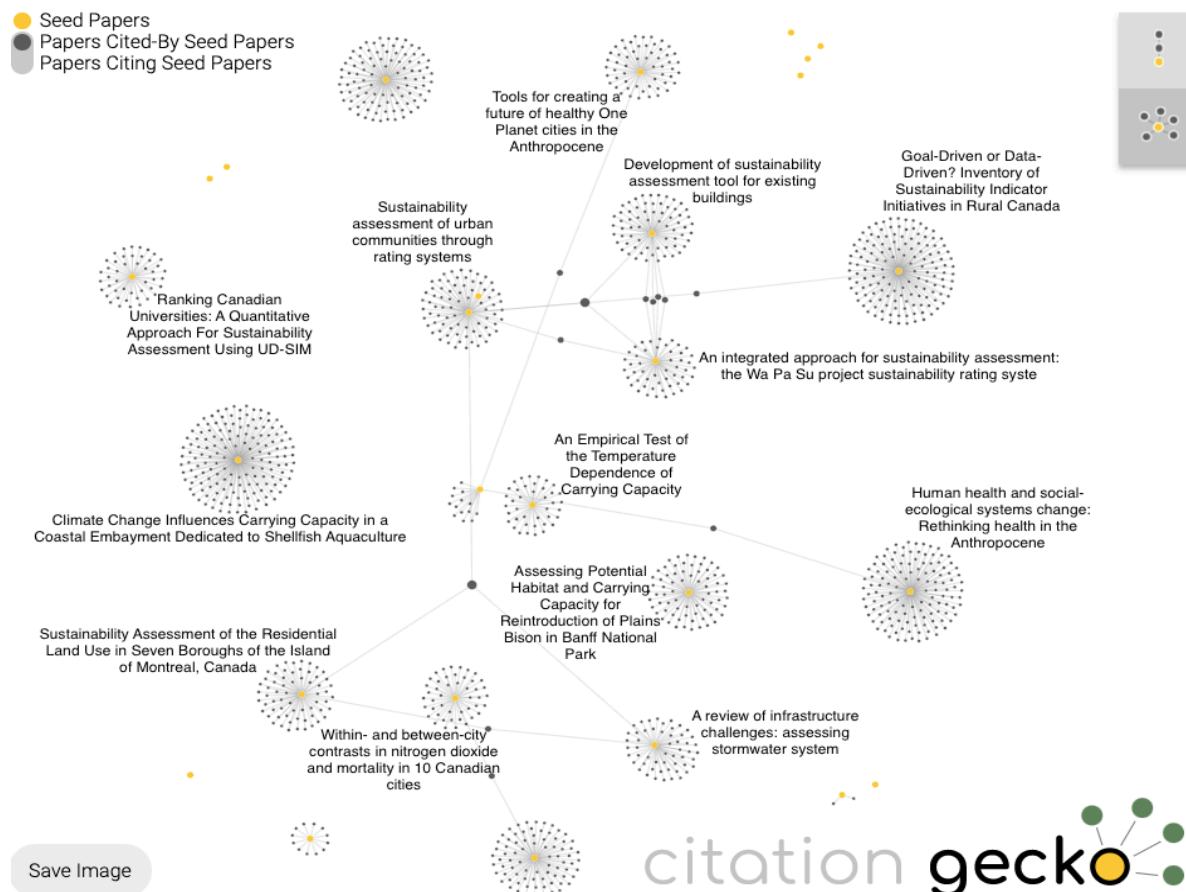 Seed Papers
Papers Cited-By Seed Papers
Papers Citing Seed Papers
Tools for creating a
future of healthy One
Planet cities in the
Anthropocene
Development of sustainability
assessment tool for existing
buildings
Goal-Driven or Data-
Driven? Inventory of
Sustainability Indicator
Initiatives in Rural Canada
Sustainability
assessment of urban
communities through
rating systems
Ranking Canadian
Universities: A Quantitative
Approach For Sustainability
Assessment Using UD-SIM
An integrated approach for sustainability assessment:
the Wa Pa Su project sustainability rating syste
An Empirical Test of
the Temperature
Dependence of
Carrying Capacity
Climate Change Influences Carrying Capacity in a
Coastal Embayment Dedicated to Shellfish Aquaculture
Human health and social-
ecological systems change:
Rethinking health in the
Anthropocene
Assessing Potential
Habitat and Carrying
Capacity for
Reintroduction of Plains
Bison in Banff National
Park
Sustainability Assessment of the Residential
Land Use in Seven Boroughs of the Island
of Montreal, Canada
Within- and between-city
contrasts in nitrogen dioxide
and mortality in 10 Canadian
cities
A review of infrastructure
challenges: assessing
stormwater system
Save Image
citation gecko